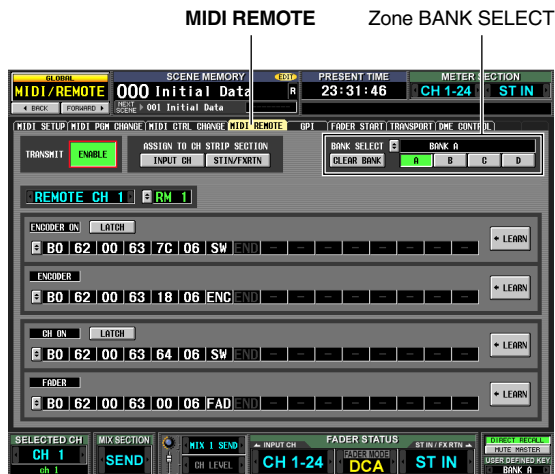 MIDI REMOTE Zone BANK SELECT
GLOBAL SCENE MEMORY EDIT PRESENT TIME METER SECTION
MIDI/REMOTE 000 Initial Data R 23:31:46 CH 1-24 ST IN
BACK FORWARD NEXT SCENE 001 Initial Data
MIDI SETUP MIDI PGM CHANGE MIDI CTRL CHANGE MIDI REMOTE GPI FADER START TRANSPORT DME CONTROL
TRANSMIT ENABLE ASSIGN TO CH STRIP SECTION BANK SELECT BANK A
INPUT CH STIN/FXRTN CLEAR BANK A B C D
REMOTE CH 1 RM 1
ENCODER ON LATCH
B0 62 00 63 7C 06 SW END - - - - - - - - LEARN
ENCODER
B0 62 00 63 18 06 ENC END - - - - - - - - LEARN
CH ON LATCH
B0 62 00 63 64 06 SW END - - - - - - - - LEARN
FADER
B0 62 00 63 00 06 FAD END - - - - - - - - LEARN
SELECTED CH MIX SECTION MIX 1 SEND INPUT CH FADER STATUS ST IN / FX RTN DIRECT RECALL
CH 1 SEND CH LEVEL CH 1-24 FADER MODE ST IN MUTE MASTER
ch 1 DCA USER DEFINED KEY
BANK A